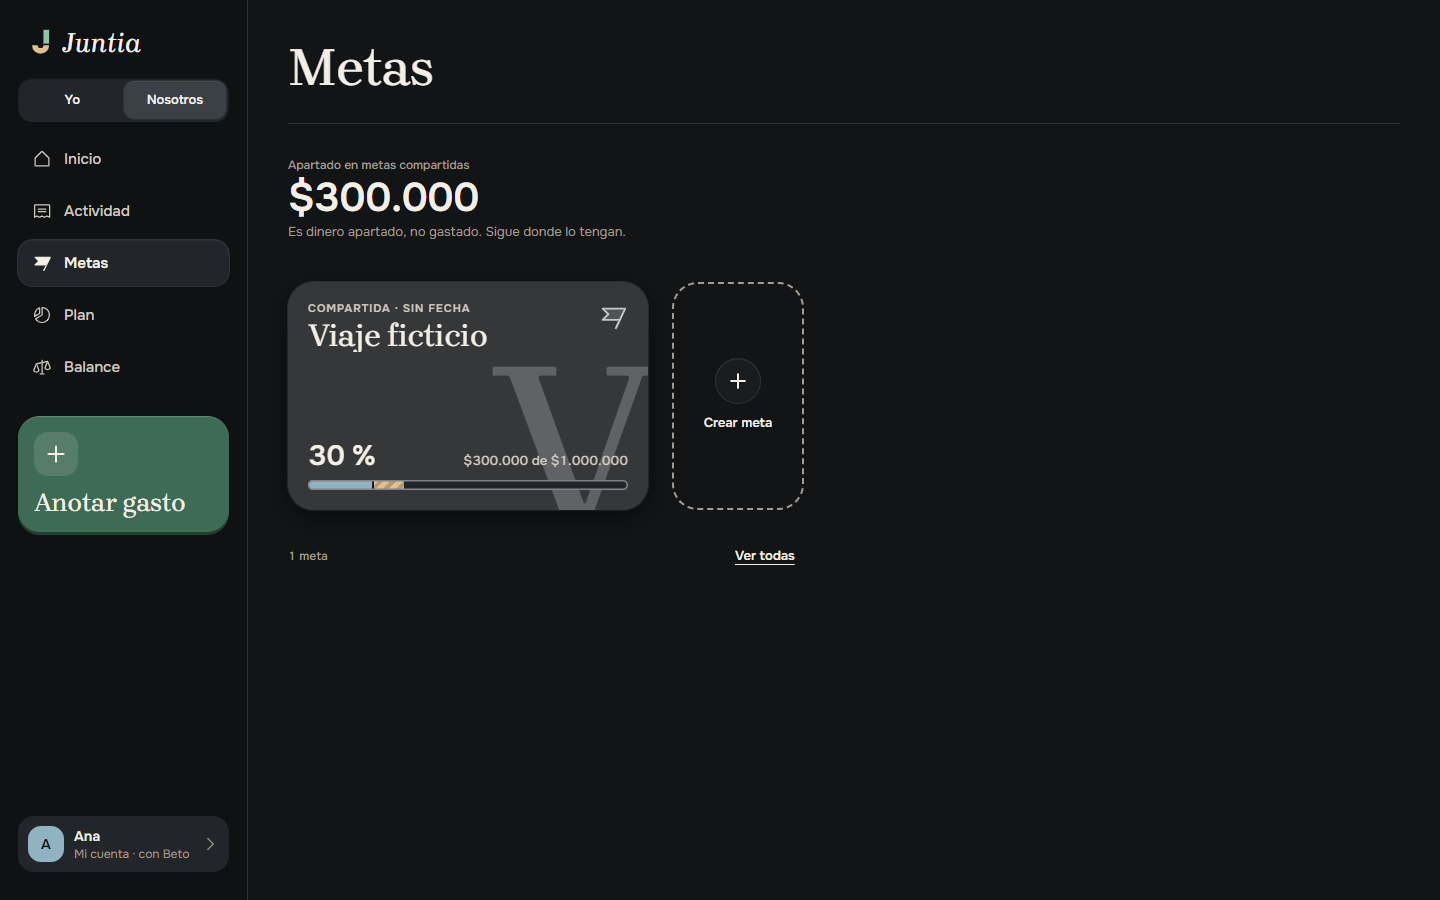 Juntia
Yo
Nosotros
Inicio
Actividad
Metas
Plan
Balance
Anotar gasto
A
Ana
Mi cuenta · con Beto
Metas
Apartado en metas compartidas
$300.000
Es dinero apartado, no gastado. Sigue donde lo tengan.
COMPARTIDA · SIN FECHA
Viaje ficticio
V
30 %
$300.000 de $1.000.000
Crear meta
1 meta
Ver todas